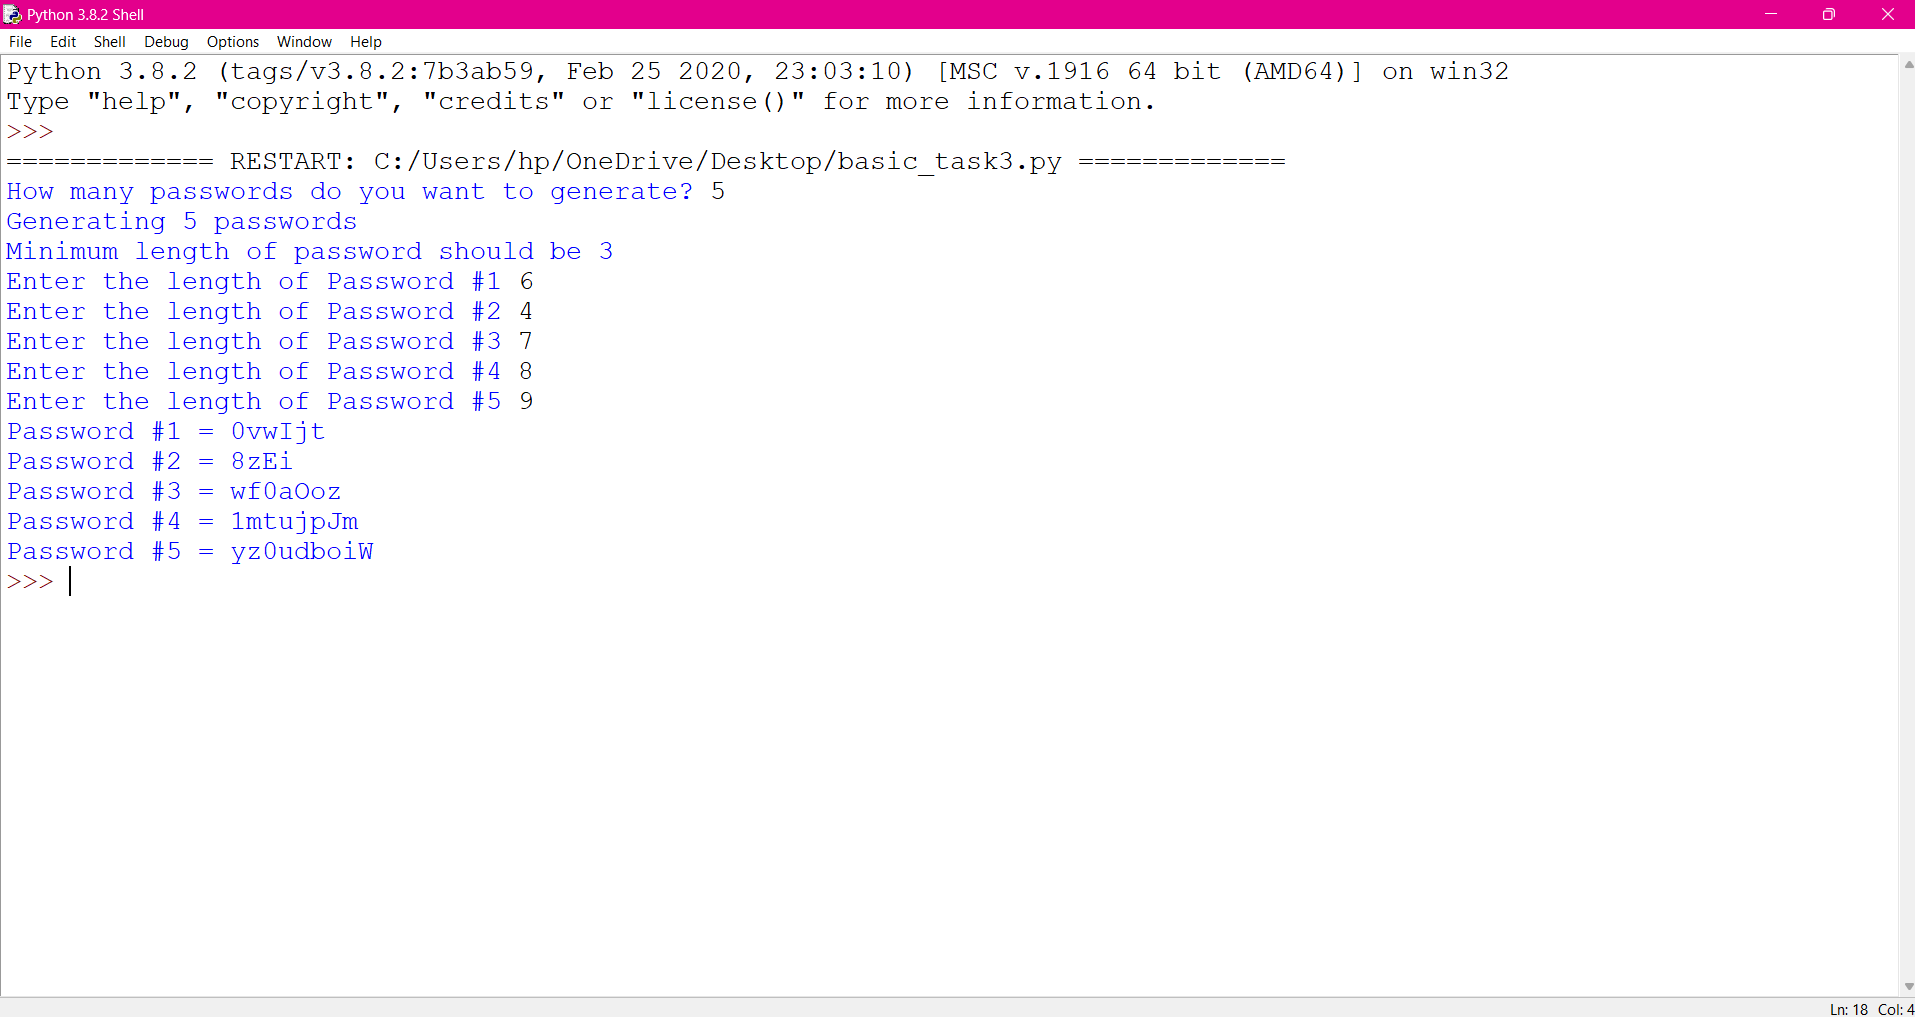 Python 3.8.2 Shell
File Edit Shell Debug Options Window Help
Python 3.8.2 (tags/v3.8.2:7b3ab59, Feb 25 2020, 23:03:10) [MSC v.1916 64 bit (AMD64)] on win32
Type "help", "copyright", "credits" or "license()" for more information.
>>>
============= RESTART: C:/Users/hp/OneDrive/Desktop/basic_task3.py =============
How many passwords do you want to generate? 5
Generating 5 passwords
Minimum length of password should be 3
Enter the length of Password #1 6
Enter the length of Password #2 4
Enter the length of Password #3 7
Enter the length of Password #4 8
Enter the length of Password #5 9
Password #1 = 0vwIjt
Password #2 = 8zEi
Password #3 = wf0aOoz
Password #4 = 1mtujpJm
Password #5 = yz0udboiW
>>>
Ln: 18 Col: 4